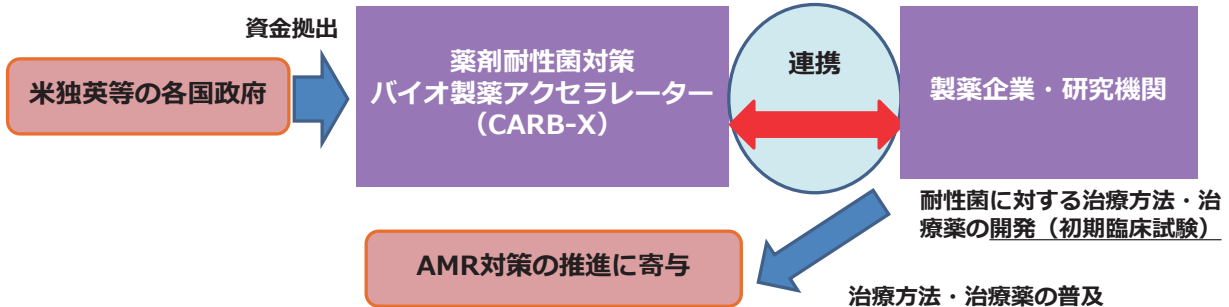 資金拠出
米独英等の各国政府
薬剤耐性菌対策
バイオ製薬アクセラレーター
（CARB-X）
連携
製薬企業・研究機関
耐性菌に対する治療方法・治
療薬の開発（初期臨床試験）
AMR対策の推進に寄与
治療方法・治療薬の普及